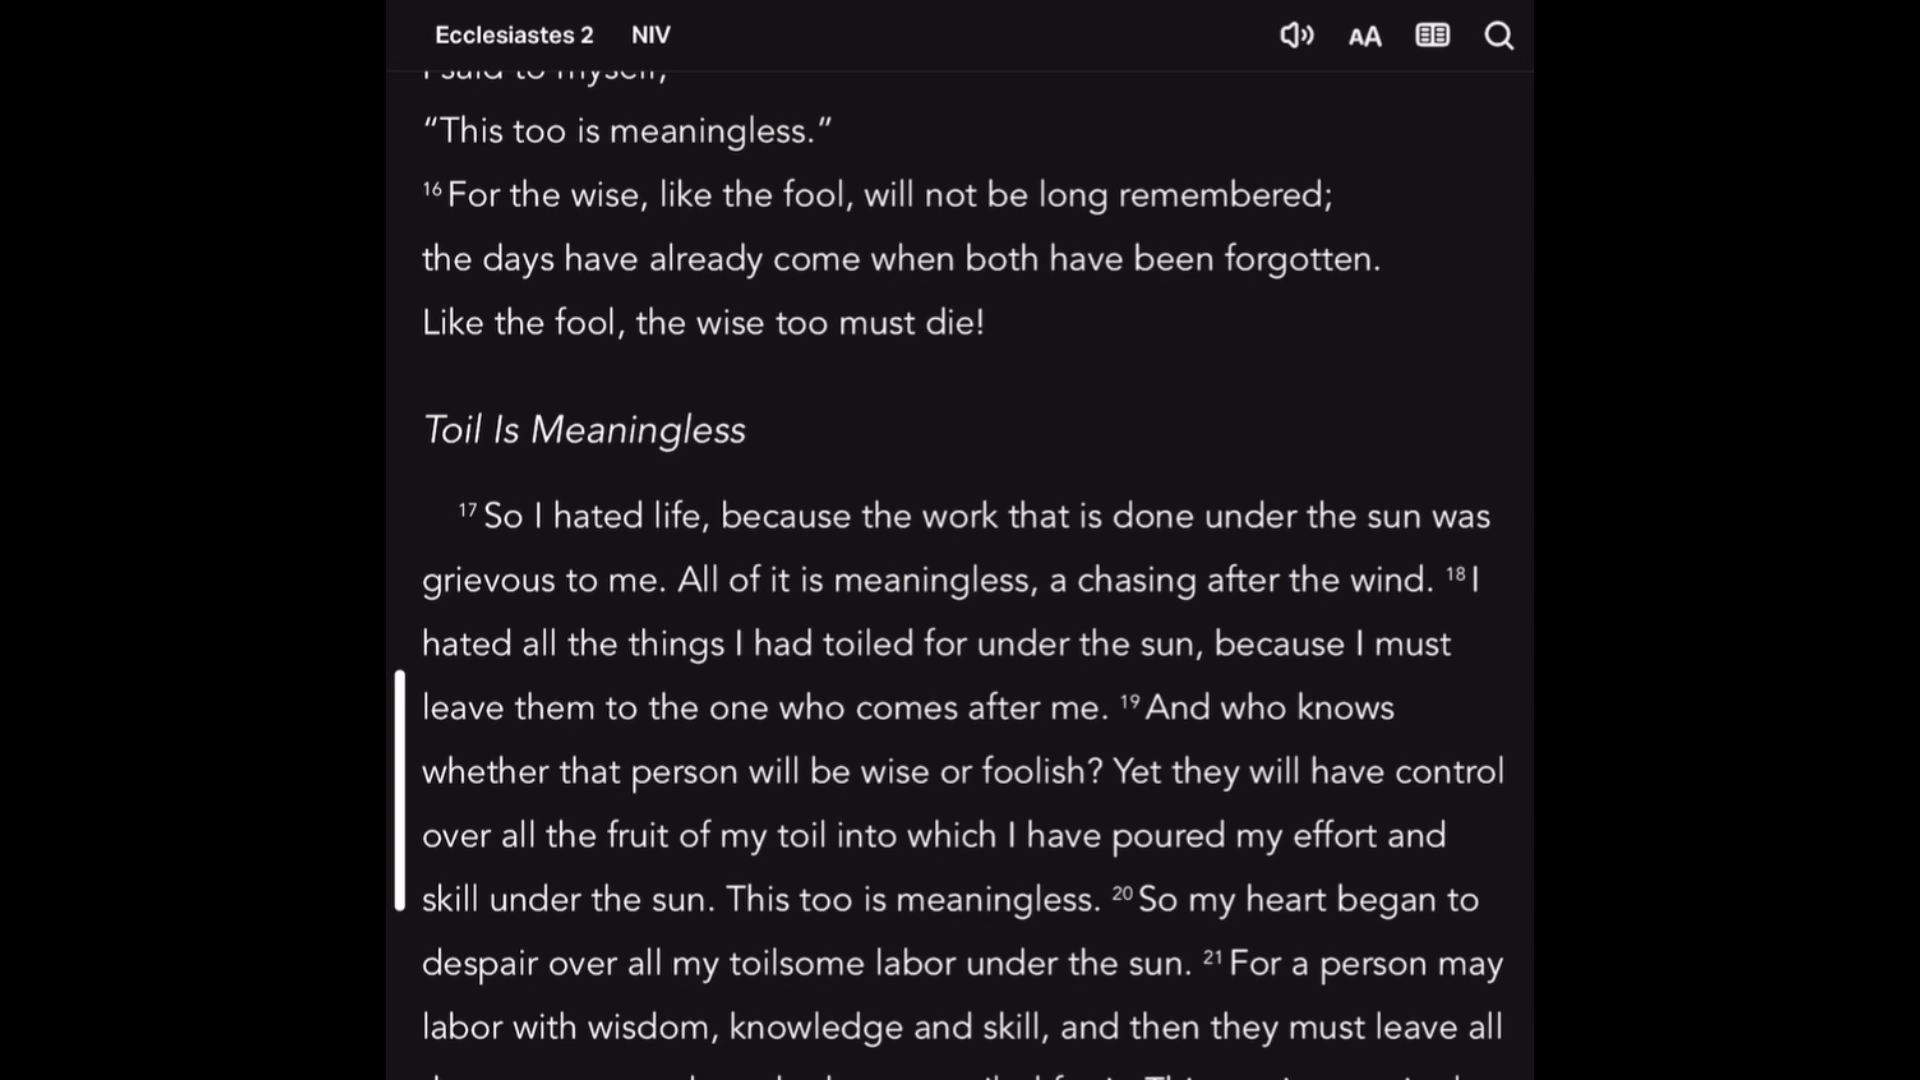 Ecclesiastes 2 NIV AA
I said to myself,
“This too is meaningless.”
16 For the wise, like the fool, will not be long remembered;
the days have already come when both have been forgotten.
Like the fool, the wise too must die!
Toil Is Meaningless
17 So I hated life, because the work that is done under the sun was
grievous to me. All of it is meaningless, a chasing after the wind. 18 I
hated all the things I had toiled for under the sun, because I must
leave them to the one who comes after me. 19 And who knows
whether that person will be wise or foolish? Yet they will have control
over all the fruit of my toil into which I have poured my effort and
skill under the sun. This too is meaningless. 20 So my heart began to
despair over all my toilsome labor under the sun. 21 For a person may
labor with wisdom, knowledge and skill, and then they must leave all